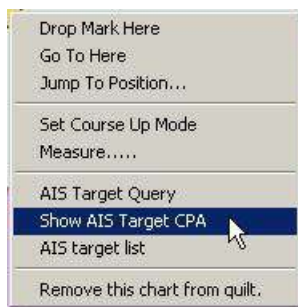 Drop Mark Here
Go To Here
Jump To Position...
Set Course Up Mode
Measure.....
AIS Target Query
Show AIS Target CPA
AIS target list
Remove this chart from quilt.